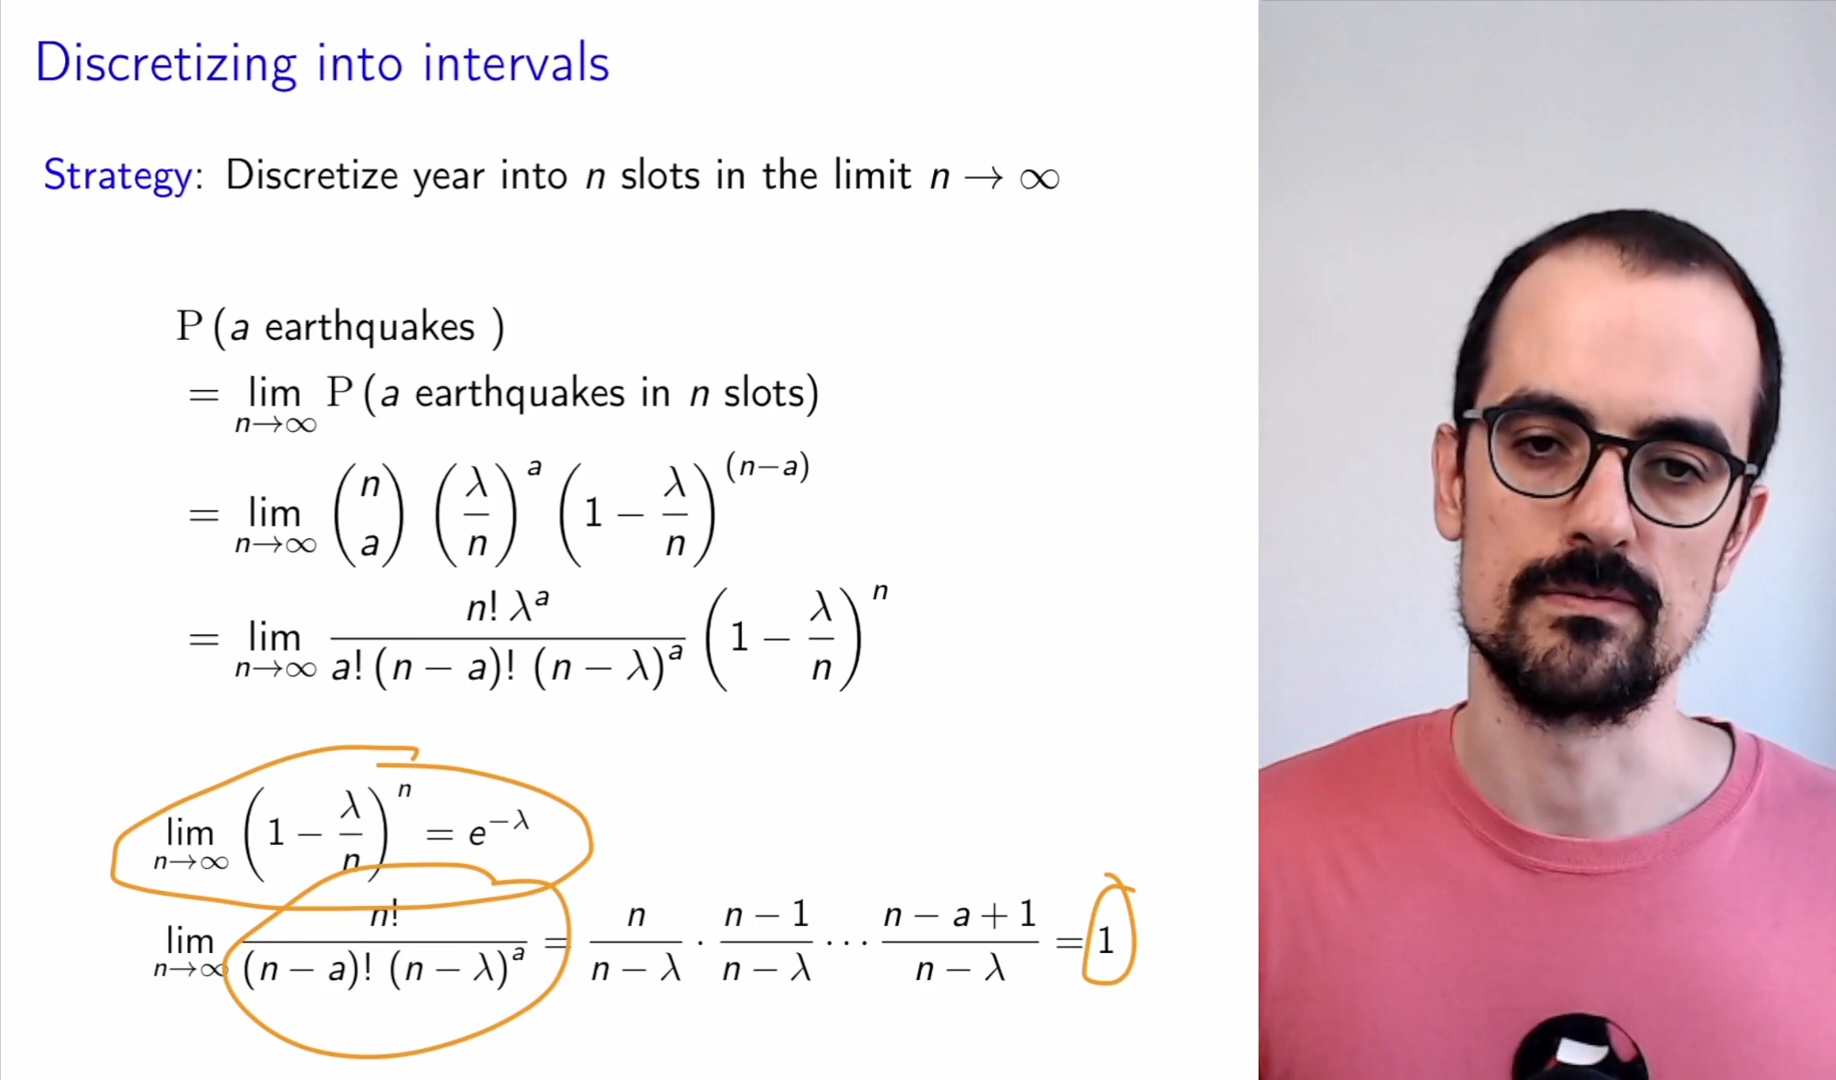 Discretizing into intervals
Strategy: Discretize year into n slots in the limit n → ∞
P (a earthquakes )
= lim_{n→∞} P (a earthquakes in n slots)
= lim_{n→∞} \binom{n}{a} (λ/n)^a (1 − λ/n)^{(n−a)}
= lim_{n→∞} n! λ^a / (a! (n − a)! (n − λ)^a) (1 − λ/n)^n
lim_{n→∞} (1 − λ/n)^n = e^{−λ}
lim_{n→∞} n! / ((n − a)! (n − λ)^a) = n/(n − λ) · (n − 1)/(n − λ) ⋯ (n − a + 1)/(n − λ) = 1